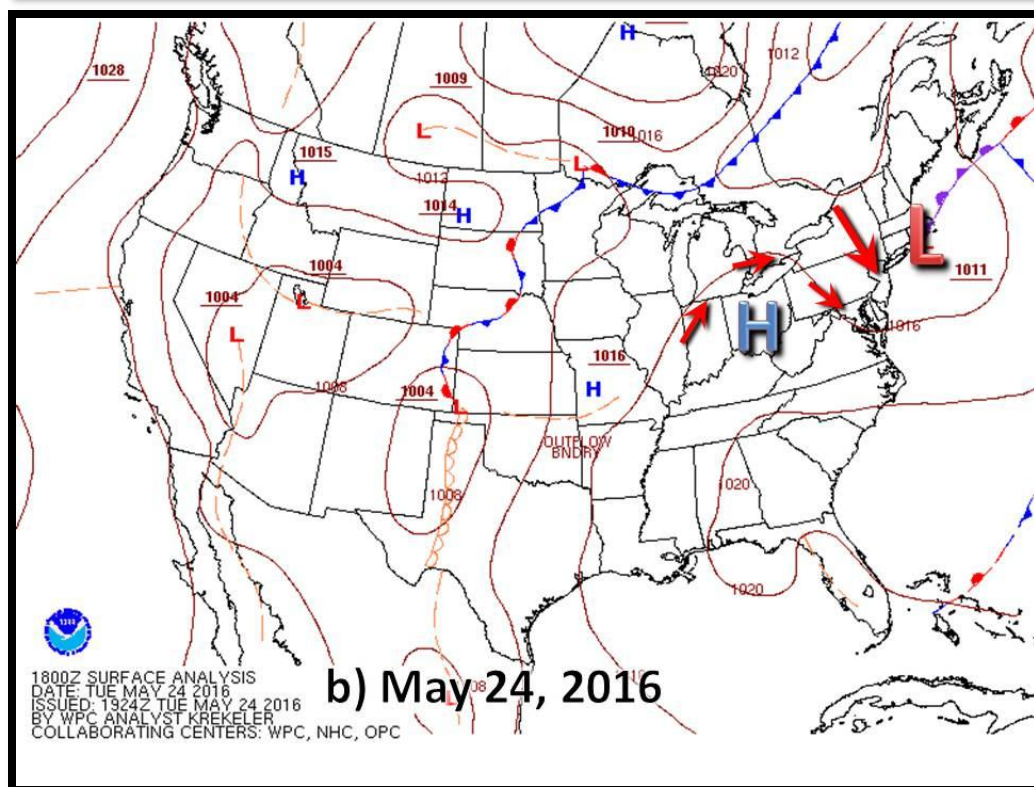 H
1028
1009
1020
1012
L
1010
1016
1015
L
H
1012
1014
H
L
1004
1011
1004
L
H
1016
L
1016
1008
1004
H
L
OUTFLOW
BNDRY
1020
1008
1020
1800Z SURFACE ANALYSIS
DATE: TUE MAY 24 2016
ISSUED: 1924Z TUE MAY 24 2016
BY WPC ANALYST KREKELER
COLLABORATING CENTERS: WPC, NHC, OPC
b) May 24, 2016
08
L